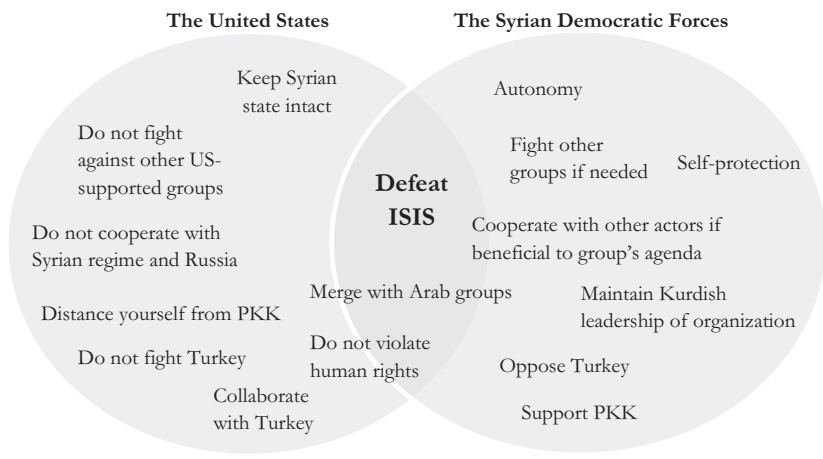 The United States
The Syrian Democratic Forces
Keep Syrian
state intact
Do not fight
against other US-
supported groups
Do not cooperate with
Syrian regime and Russia
Distance yourself from PKK
Do not fight Turkey
Collaborate
with Turkey
Defeat
ISIS
Merge with Arab groups
Do not violate
human rights
Autonomy
Fight other
groups if needed
Self-protection
Cooperate with other actors if
beneficial to group’s agenda
Maintain Kurdish
leadership of organization
Oppose Turkey
Support PKK